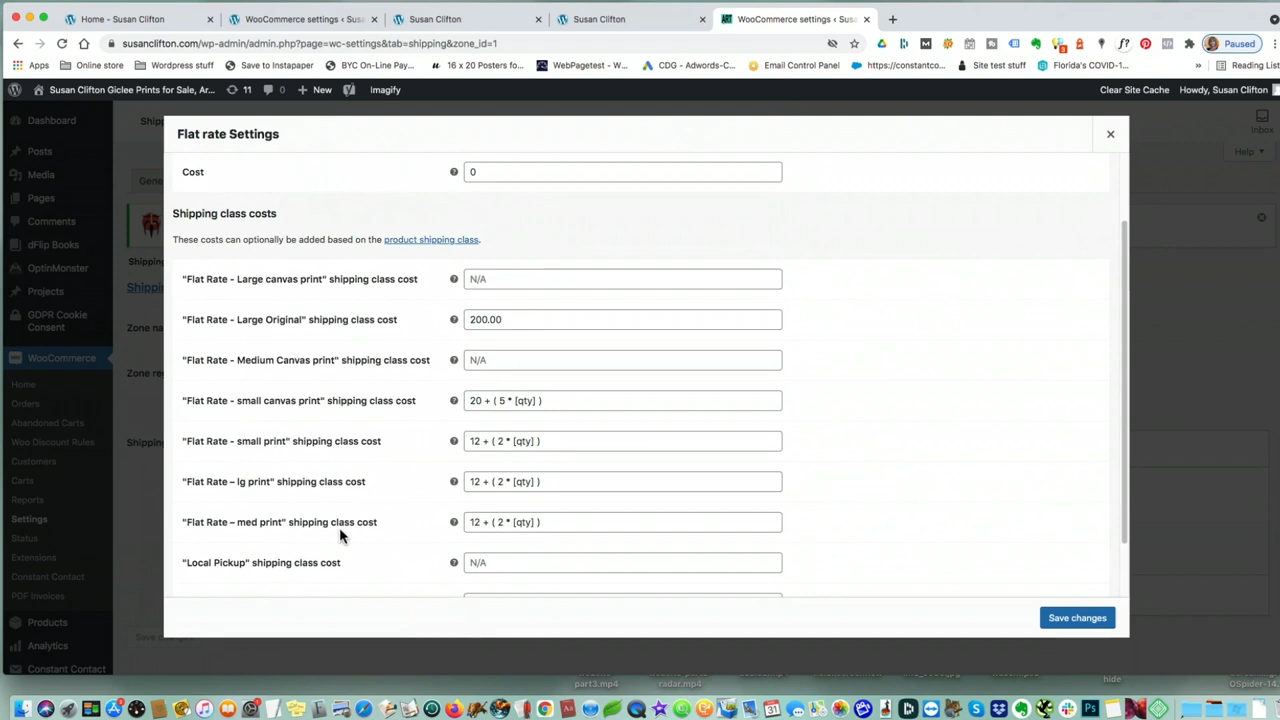 Home - Susan Clifton
WooCommerce settings ‹ Susa
Susan Clifton
Susan Clifton
WooCommerce settings ‹ Susan
susanclifton.com/wp-admin/admin.php?page=wc-settings&tab=shipping&zone_id=1
Paused
Apps
Online store
Wordpress stuff
Save to Instapaper
BYC On-Line Pay...
16 x 20 Posters fo...
WebPagetest - W...
CDG - Adwords-C...
Email Control Panel
https://constantco...
Site test stuff
Florida's COVID-1...
»
Reading List
Susan Clifton Giclee Prints for Sale, Ar...
11
0
New
Imagify
Clear Site Cache
Howdy, Susan Clifton
Dashboard
Posts
Media
Pages
Comments
dFlip Books
OptinMonster
Projects
GDPR Cookie
Consent
WooCommerce
Home
Orders
Abandoned Carts
Woo Discount Rules
Customers
Carts
Reports
Settings
Status
Extensions
Constant Contact
PDF Invoices
Products
Analytics
Constant Contact
Shipp
Gene
Shipping
Shippi
Zone na
Zone re
Shipping
Save ch
Inbox
Help
Flat rate Settings
Cost
0
Shipping class costs
These costs can optionally be added based on the product shipping class.
"Flat Rate - Large canvas print" shipping class cost
N/A
"Flat Rate - Large Original" shipping class cost
200.00
"Flat Rate - Medium Canvas print" shipping class cost
N/A
"Flat Rate - small canvas print" shipping class cost
20 + ( 5 * [qty] )
"Flat Rate - small print" shipping class cost
12 + ( 2 * [qty] )
"Flat Rate – lg print" shipping class cost
12 + ( 2 * [qty] )
"Flat Rate – med print" shipping class cost
12 + ( 2 * [qty] )
"Local Pickup" shipping class cost
N/A
Save changes
part3.mp4
radar.mp4
hide
OSpider-14.